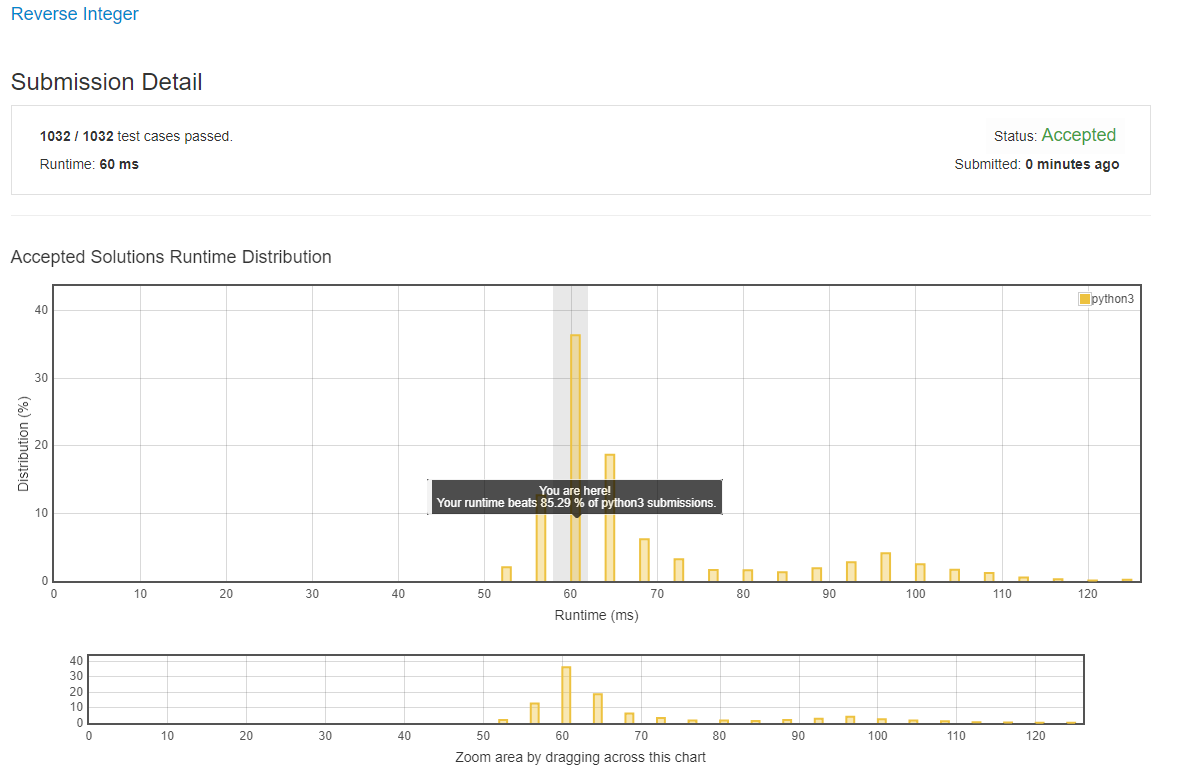 Reverse Integer
Submission Detail
1032 / 1032 test cases passed.
Status: Accepted
Runtime: 60 ms
Submitted: 0 minutes ago
Accepted Solutions Runtime Distribution
python3
Distribution (%)
40
30
20
10
0
You are here!
Your runtime beats 85.29 % of python3 submissions.
0 10 20 30 40 50 60 70 80 90 100 110 120
Runtime (ms)
40
30
20
10
0
0 10 20 30 40 50 60 70 80 90 100 110 120
Zoom area by dragging across this chart